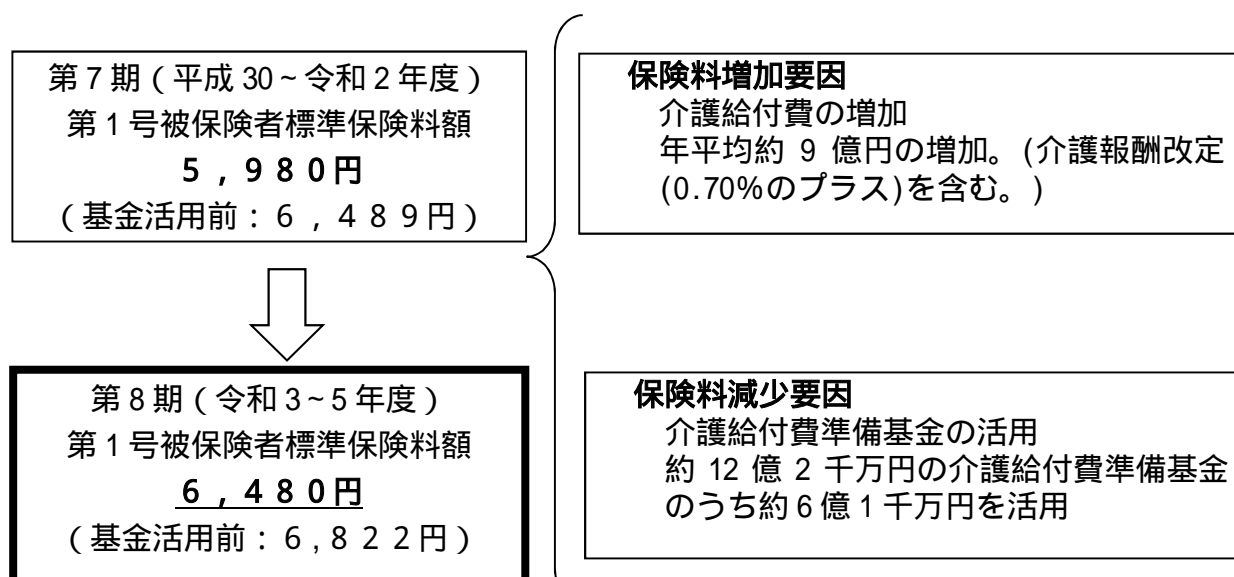 第7期（平成30~令和2年度）
第1号被保険者標準保険料額
5,980円
（基金活用前：6,489円）
第8期（令和3~5年度）
第1号被保険者標準保険料額
6,480円
（基金活用前：6,822円）
保険料増加要因
介護給付費の増加
年平均約 9 億円の増加。(介護報酬改定
(0.70%のプラス)を含む。)
保険料減少要因
介護給付費準備基金の活用
約 12 億 2 千万円の介護給付費準備基金
のうち約6億1千万円を活用